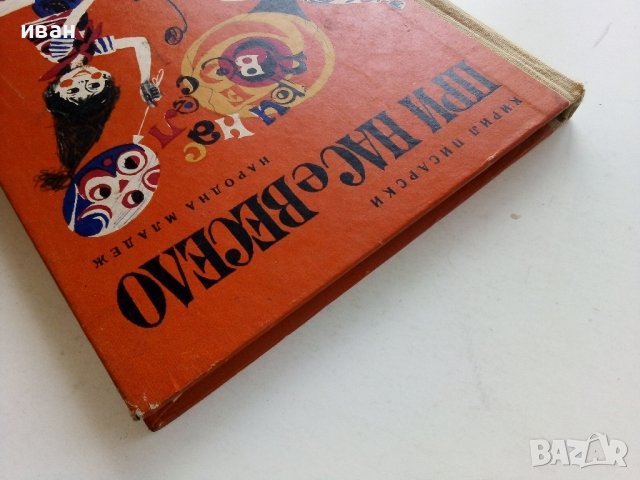 иван
КИРИЛ ПИСАРСКИ
ПРИ НАС е ВЕСЕЛО
НАРОДНА МЛАДЕЖ
BAZAR